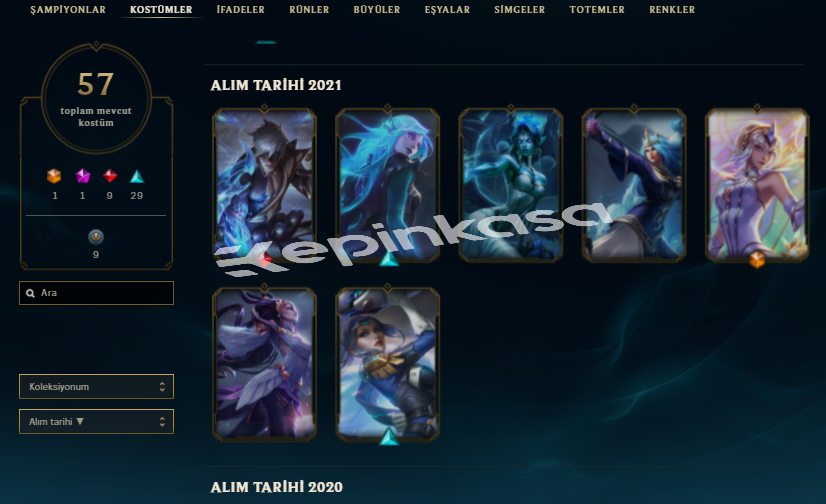 ŞAMPİYONLAR KOSTÜMLER İFADELER RÜNLER BÜYÜLER EŞYALAR SİMGELER TOTEMLER RENKLER
57
toplam mevcut
kostüm
1 1 9 29
9
Ara
Koleksiyonum
Alım tarihi ▼
ALIM TARİHİ 2021
epinkasa
ALIM TARİHİ 2020